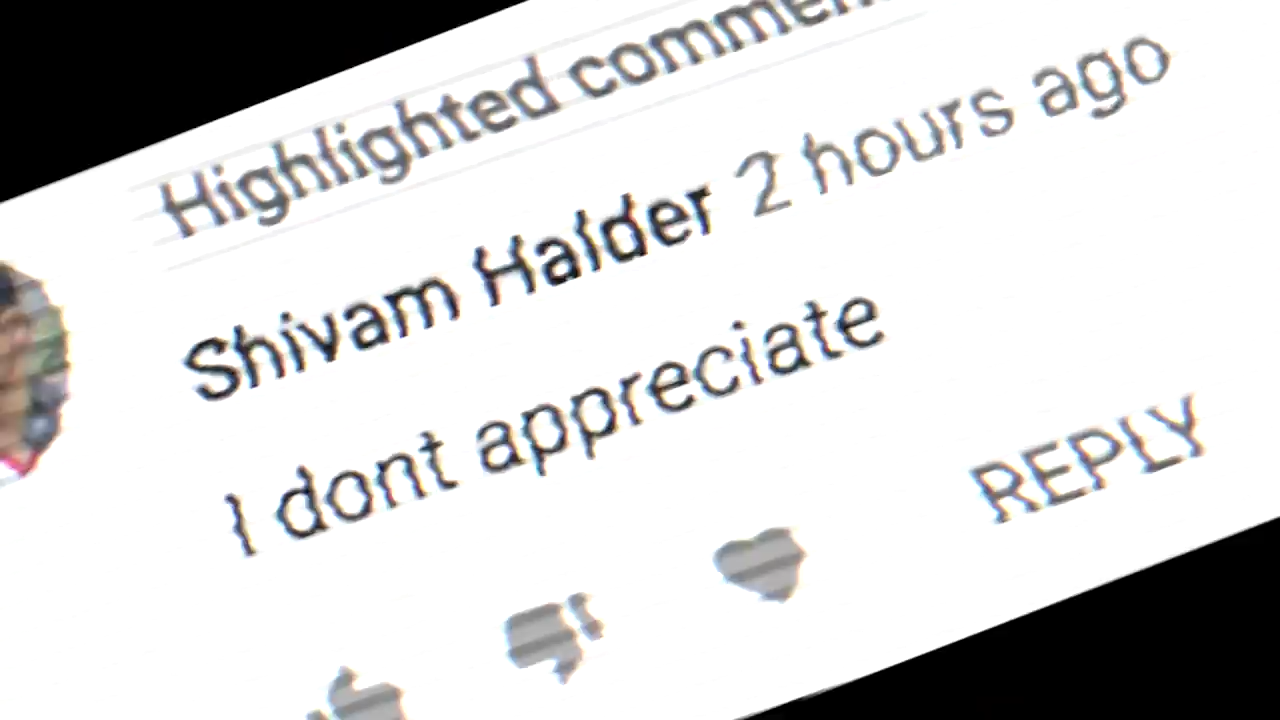 Highlighted comment
Shivam Halder 2 hours ago
I dont appreciate
REPLY